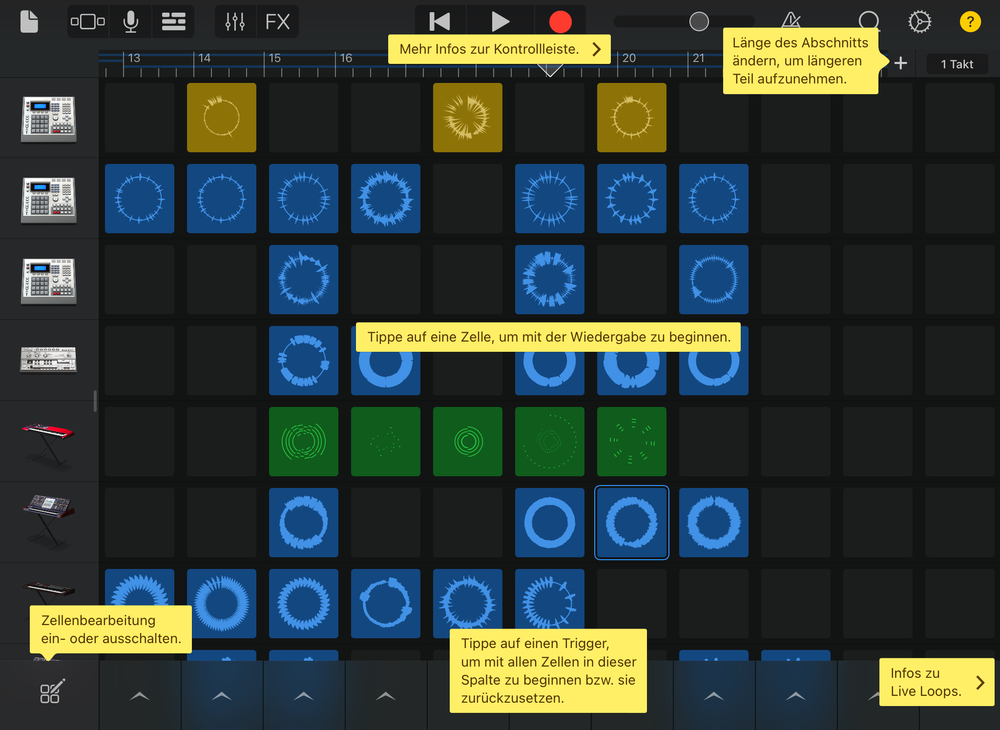 FX
?
Mehr Infos zur Kontrollleiste.
Länge des Abschnitts
ändern, um längeren
Teil aufzunehmen.
13
14
15
16
20
21
1 Takt
Tippe auf eine Zelle, um mit der Wiedergabe zu beginnen.
Zellenbearbeitung
ein- oder ausschalten.
Tippe auf einen Trigger,
um mit allen Zellen in dieser
Spalte zu beginnen bzw. sie
zurückzusetzen.
Infos zu
Live Loops.